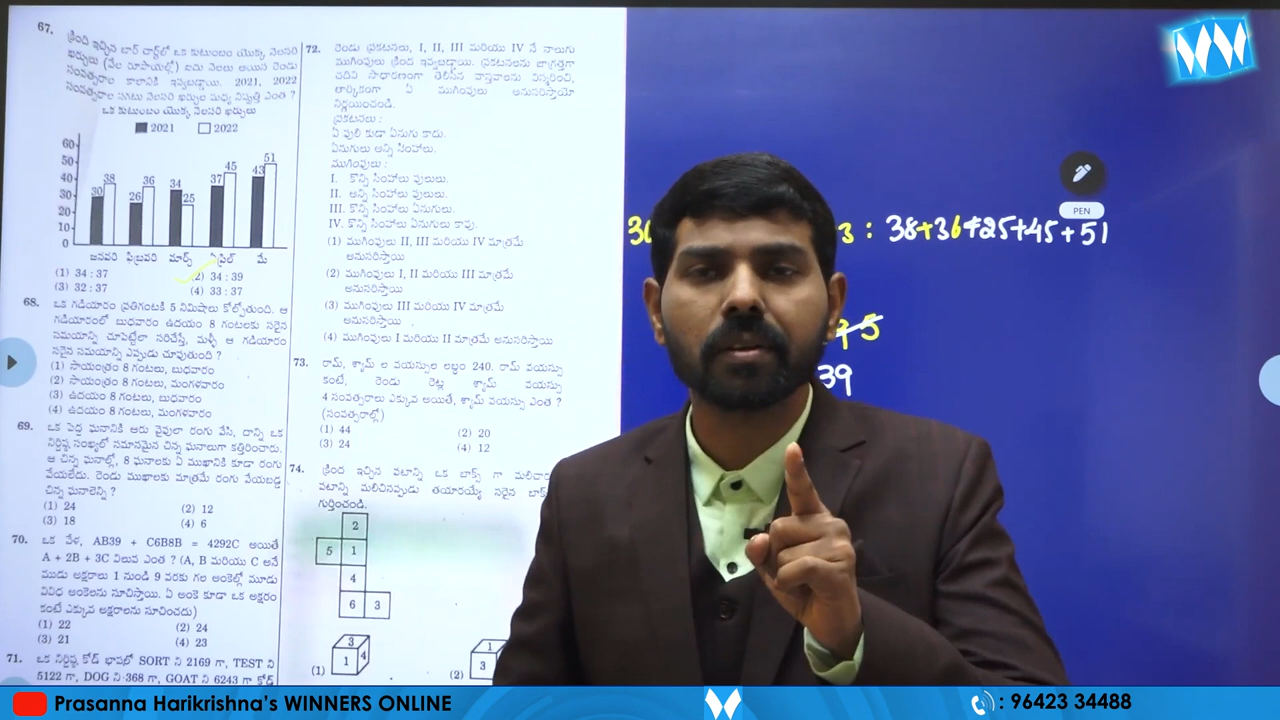 67. క్రింది ఇచ్చిన బార్ చార్ట్‌లో ఒక కుటుంబం యొక్క నెలసరి
ఖర్చులు (వేల రూపాయల్లో) ఐదు నెలలు అయిన రెండు
సంవత్సరాల కాలానికి ఇవ్వబడ్డాయి. 2021, 2022
సంవత్సరాల సగటు నెలసరి ఖర్చుల మధ్య నిష్పత్తి ఎంత ?
ఒక కుటుంబం యొక్క నెలసరి ఖర్చులు
2021 2022
60
50
40
30
20
10
0
30 38 26 36 34 25 37 45 43 51
జనవరి ఫిబ్రవరి మార్చ్ ఏప్రిల్ మే
(1) 34 : 37 (2) 34 : 39
(3) 32 : 37 (4) 33 : 37
68. ఒక గడియారం ప్రతిగంటకి 5 నిమిషాలు కోల్పోతుంది. ఆ
గడియారంలో బుధవారం ఉదయం 8 గంటలకు సరైన
సమయాన్ని చూపెట్టేలా సరిచేస్తే, మళ్ళీ ఆ గడియారం
సరైన సమయాన్ని ఎప్పుడు చూపుతుంది ?
(1) సాయంత్రం 8 గంటలు, బుధవారం
(2) సాయంత్రం 8 గంటలు, మంగళవారం
(3) ఉదయం 8 గంటలు, బుధవారం
(4) ఉదయం 8 గంటలు, మంగళవారం
69. ఒక పెద్ద ఘనానికి ఆరు వైపులా రంగు వేసి, దాన్ని ఒక
నిర్దిష్ట సంఖ్యలో సమానమైన చిన్న ఘనాలుగా కత్తిరించారు.
ఆ చిన్న ఘనాల్లో, 8 ఘనాలకు ఏ ముఖానికి కూడా రంగు
వేయలేదు. రెండు ముఖాలకు మాత్రమే రంగు వేయబడ్డ
చిన్న ఘనాలెన్ని ?
(1) 24 (2) 12
(3) 18 (4) 6
70. ఒక వేళ, AB39 + C6B8B = 4292C అయితే
A + 2B + 3C విలువ ఎంత ? (A, B మరియు C అనే
మూడు అక్షరాలు 1 నుండి 9 వరకు గల అంకెల్లో మూడు
వివిధ అంకెలను సూచిస్తాయి. ఏ అంకె కూడా ఒక అక్షరం
కంటే ఎక్కువ అక్షరాలను సూచించదు)
(1) 22 (2) 24
(3) 21 (4) 23
71. ఒక నిర్దిష్ట కోడ్ భాషలో SORT ని 2169 గా, TEST ని
5122 గా, DOG ని 368 గా, GOAT ని 6243 గా కోడ్
72. రెండు ప్రకటనలు, I, II, III మరియు IV నే నాలుగు
ముగింపులు క్రింద ఇవ్వబడ్డాయి. ప్రకటనలను జాగ్రత్తగా
చదివి సాధారణంగా తెలిసిన వాస్తవాలను విస్మరించి,
తార్కికంగా ఏ ముగింపులు అనుసరిస్తాయో
నిర్ణయించండి.
ప్రకటనలు :
ఏ పులి కుడా ఏనుగు కాదు.
ఏనుగులు అన్ని సింహాలు.
ముగింపులు :
I. కొన్ని సింహాలు పులులు.
II. అన్ని సింహాలు పులులు.
III. కొన్ని సింహాలు ఏనుగులు.
IV. కొన్ని సింహాలు ఏనుగులు కావు.
(1) ముగింపులు II, III మరియు IV మాత్రమే
అనుసరిస్తాయి
(2) ముగింపులు I, II మరియు III మాత్రమే
అనుసరిస్తాయి
(3) ముగింపులు III మరియు IV మాత్రమే
అనుసరిస్తాయి
(4) ముగింపులు I మరియు II మాత్రమే అనుసరిస్తాయి
73. రామ్, శ్యామ్ ల వయస్సుల లబ్దం 240. రామ్ వయస్సు
కంటే, రెండు రెట్ల శ్యామ్ వయస్సు
4 సంవత్సరాలు ఎక్కువ అయితే, శ్యామ్ వయస్సు ఎంత ?
(సంవత్సరాల్లో)
(1) 44 (2) 20
(3) 24 (4) 12
74. క్రింద ఇచ్చిన పటాన్ని ఒక బాక్స్ గా
పటాన్ని మలిచినప్పుడు తయారయ్యే సరైన
గుర్తించండి.
2
5 1
4
6 3
3
(1) 1 4
1
(2) 3
3 : 38+36+25+45+51
39
PEN
Prasanna Harikrishna's WINNERS ONLINE
W
: 96423 34488